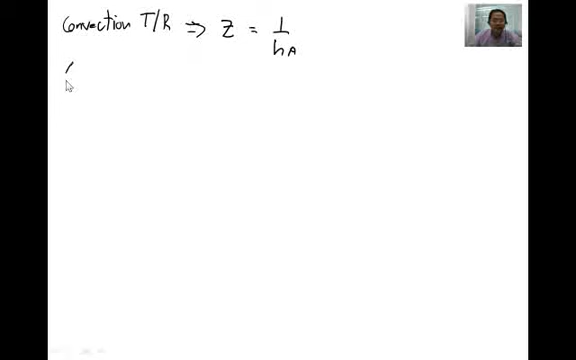 Convection T/R ⇒ Z = 1/hA